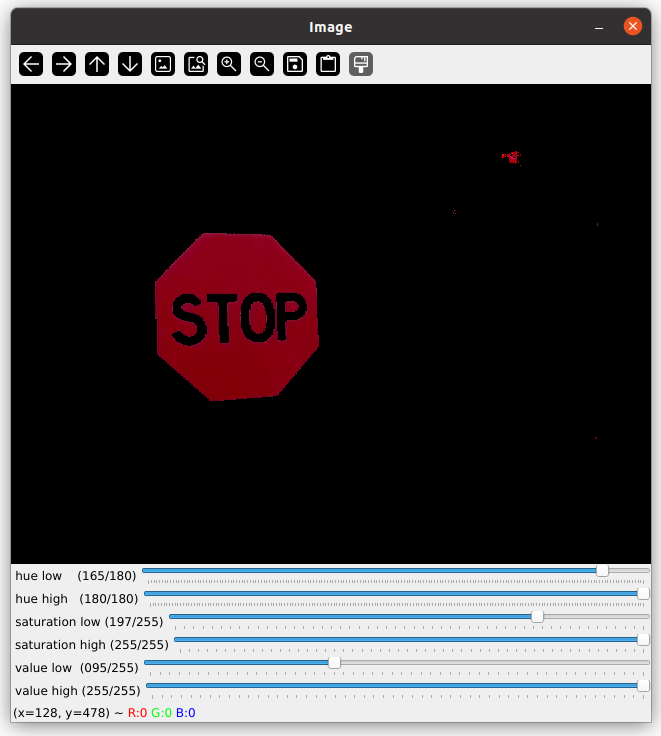 Image
STOP
hue low (165/180)
hue high (180/180)
saturation low (197/255)
saturation high (255/255)
value low (095/255)
value high (255/255)
(x=128, y=478) ~ R:0 G:0 B:0